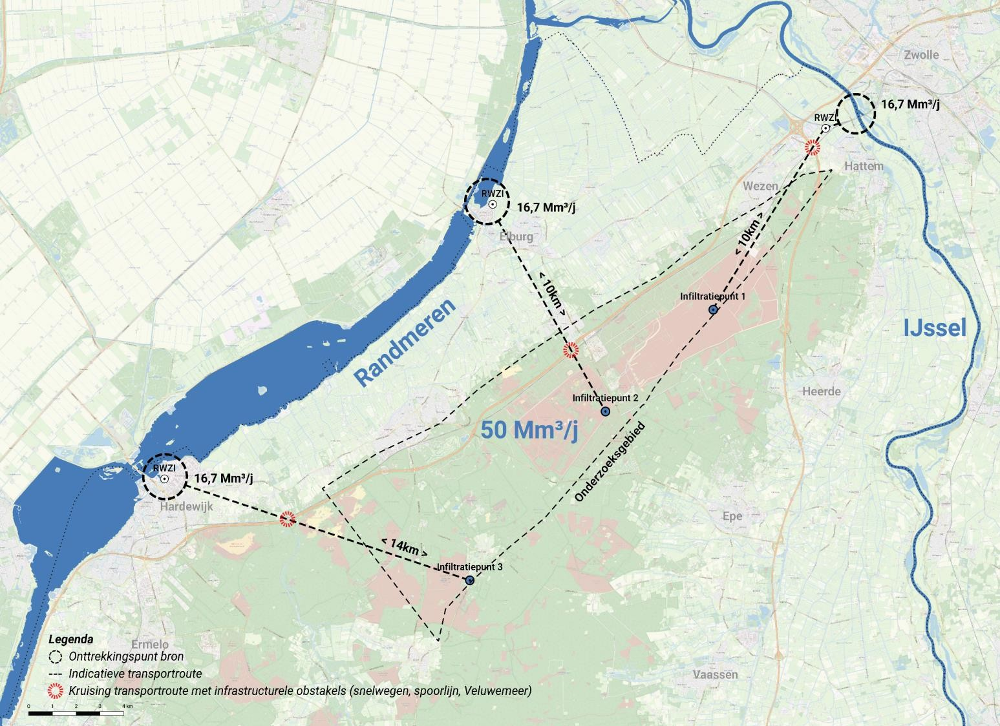 Zwolle
16,7 Mm³/j
RWZI
Hattem
Wezen
RWZI
16,7 Mm³/j
Elburg
< 10km >
< 10km >
Infiltratiepunt 1
Randmeren
IJssel
Heerde
Infiltratiepunt 2
50 Mm³/j
Onderzoeksgebied
RWZI
16,7 Mm³/j
Hardewijk
Epe
< 14km >
Infiltratiepunt 3
Ermelo
Vaassen
Legenda
Onttrekkingspunt bron
Indicatieve transportroute
Kruising transportroute met infrastructurele obstakels (snelwegen, spoorlijn, Veluwemeer)
0 1 2 3 4 km